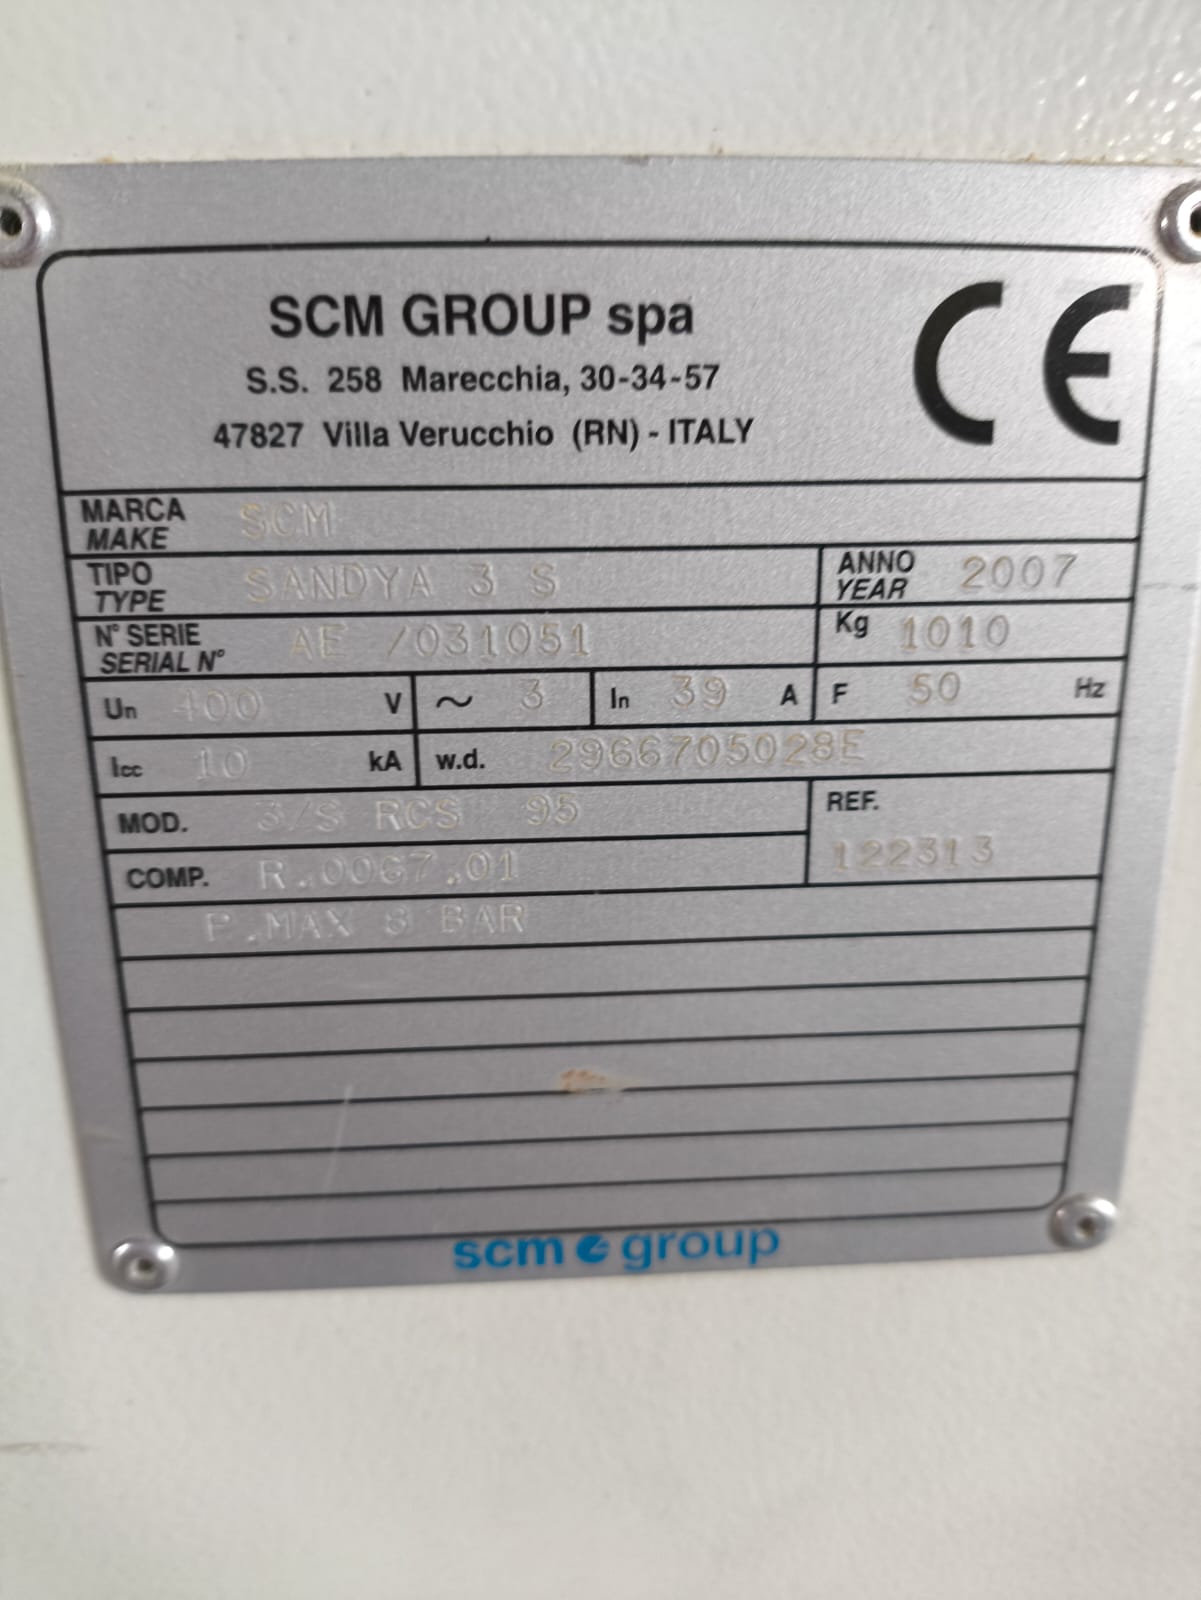 SCM GROUP spa
S.S. 258 Marecchia, 30-34-57
47827 Villa Verucchio (RN) - ITALY
CE
MARCA SCM
MAKE
TIPO SANDYA 3 S ANNO 2007
TYPE YEAR
N° SERIE AE /031051 Kg 1010
SERIAL N°
Un 400 V ~ 3 In 39 A F 50 Hz
Icc 10 kA w.d. 2966705028E
MOD. 3/S RCS 95 REF.
122313
COMP. R.0067.01
P.MAX 8 BAR
scm group